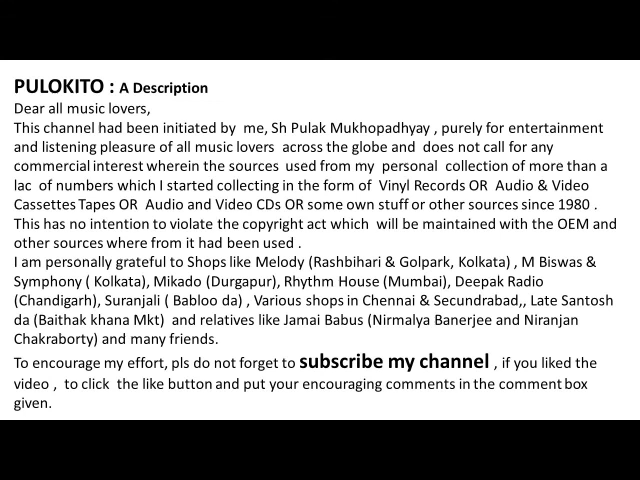 PULOKITO : A Description
Dear all music lovers,
This channel had been initiated by me, Sh Pulak Mukhopadhyay , purely for entertainment
and listening pleasure of all music lovers across the globe and does not call for any
commercial interest wherein the sources used from my personal collection of more than a
lac of numbers which I started collecting in the form of Vinyl Records OR Audio & Video
Cassettes Tapes OR Audio and Video CDs OR some own stuff or other sources since 1980 .
This has no intention to violate the copyright act which will be maintained with the OEM and
other sources where from it had been used .
I am personally grateful to Shops like Melody (Rashbihari & Golpark, Kolkata) , M Biswas &
Symphony ( Kolkata), Mikado (Durgapur), Rhythm House (Mumbai), Deepak Radio
(Chandigarh), Suranjali ( Babloo da) , Various shops in Chennai & Secundrabad,, Late Santosh
da (Baithak khana Mkt) and relatives like Jamai Babus (Nirmalya Banerjee and Niranjan
Chakraborty) and many friends.
To encourage my effort, pls do not forget to subscribe my channel , if you liked the
video , to click the like button and put your encouraging comments in the comment box
given.